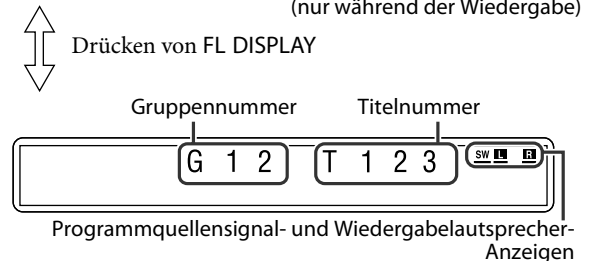 (nur während der Wiedergabe)
Drücken von FL DISPLAY
Gruppennummer Titelnummer
G 1 2 T 1 2 3 SW L R
Programmquellensignal- und Wiedergabelautsprecher-
Anzeigen